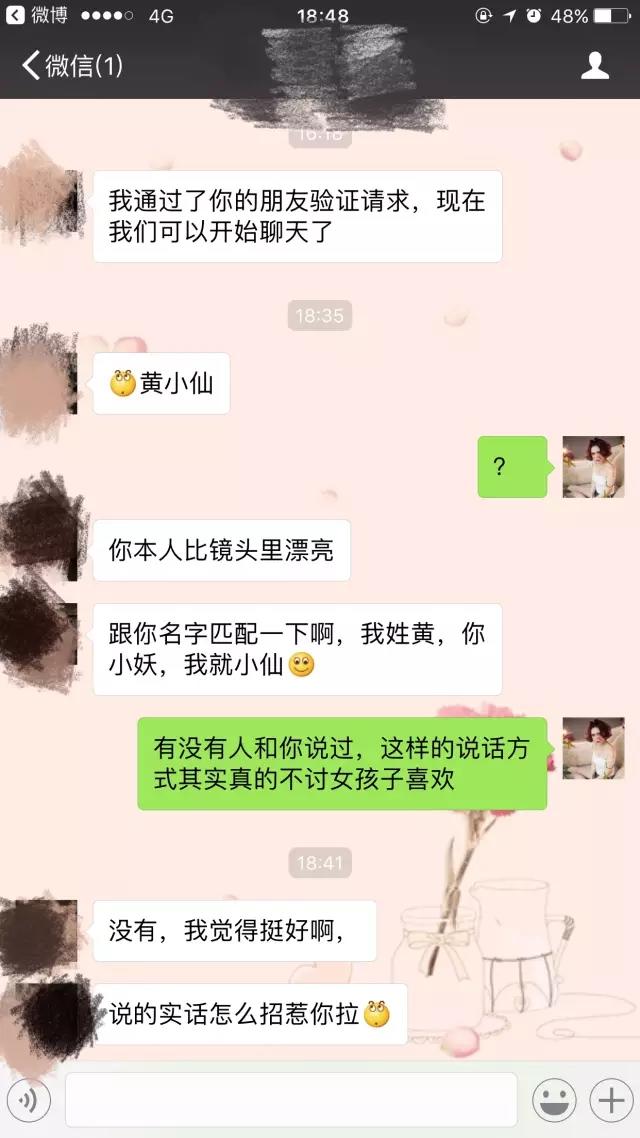 微博 4G 18:48 48%
微信(1)
16:18
我通过了你的朋友验证请求，现在
我们可以开始聊天了
18:35
黄小仙
？
你本人比镜头里漂亮
跟你名字匹配一下啊，我姓黄，你
小妖，我就小仙
有没有人和你说过，这样的说话方
式其实真的不讨女孩子喜欢
18:41
没有，我觉得挺好啊，
说的实话怎么招惹你拉